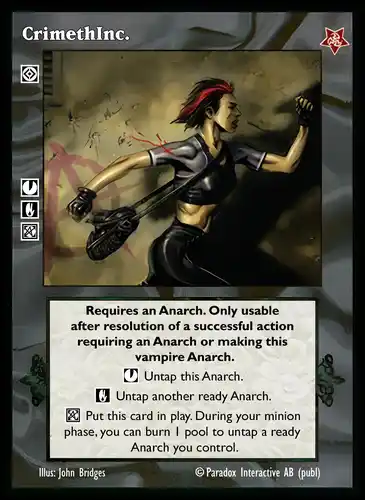 CrimethInc.
Requires an Anarch. Only usable
after resolution of a successful action
requiring an Anarch or making this
vampire Anarch.
Untap this Anarch.
Untap another ready Anarch.
Put this card in play. During your minion
phase, you can burn 1 pool to untap a ready
Anarch you control.
Illus: John Bridges © Paradox Interactive AB (publ)